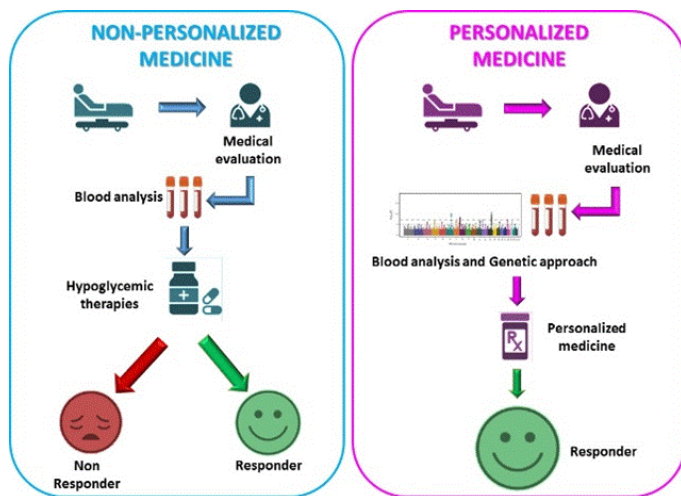 NON-PERSONALIZED
MEDICINE
Medical
evaluation
Blood analysis
Hypoglycemic
therapies
Non
Responder
Responder
PERSONALIZED
MEDICINE
Medical
evaluation
Blood analysis and Genetic approach
Rx
Personalized
medicine
Responder